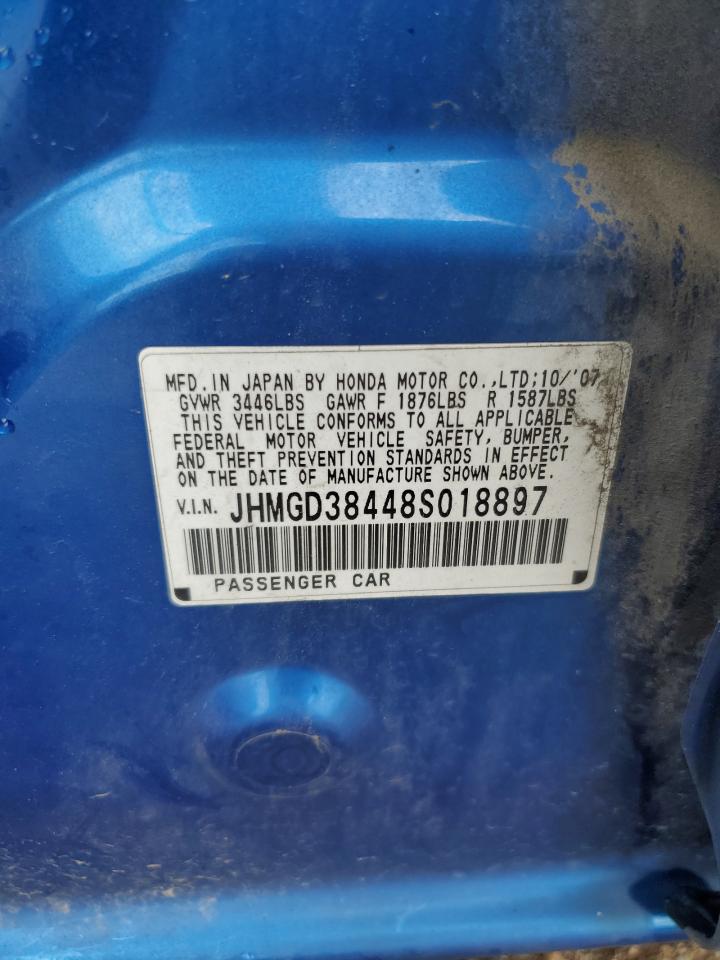 MFD.IN JAPAN BY HONDA MOTOR CO.,LTD;10/'07
GVWR 3446LBS GAWR F 1876LBS R 1587LBS
THIS VEHICLE CONFORMS TO ALL APPLICABLE
FEDERAL MOTOR VEHICLE SAFETY, BUMPER,
AND THEFT PREVENTION STANDARDS IN EFFECT
ON THE DATE OF MANUFACTURE SHOWN ABOVE.
V.I.N. JHMGD38448S018897
PASSENGER CAR